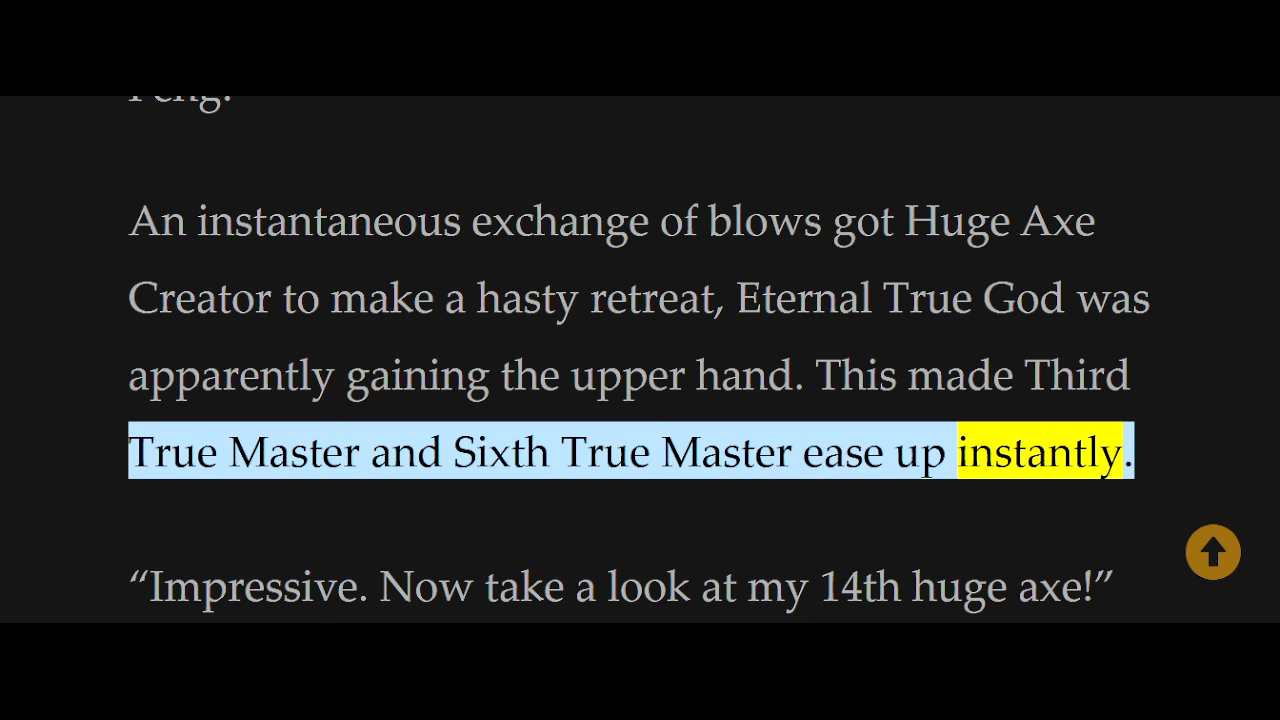 An instantaneous exchange of blows got Huge Axe
Creator to make a hasty retreat, Eternal True God was
apparently gaining the upper hand. This made Third
True Master and Sixth True Master ease up instantly.
“Impressive. Now take a look at my 14th huge axe!”